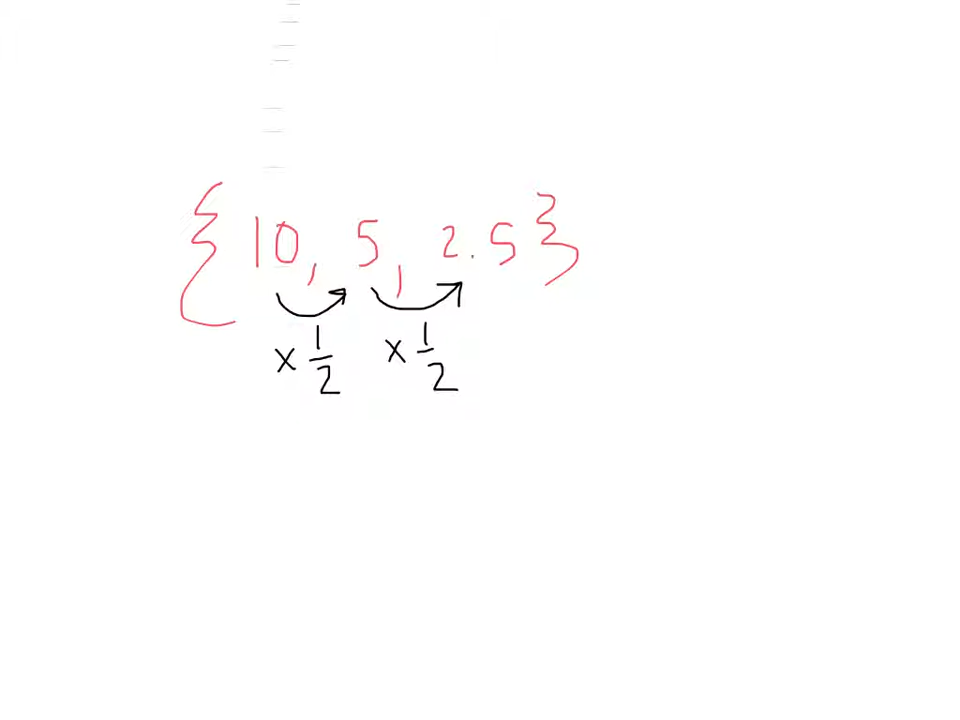 {10, 5, 2.5}
× 1/2 × 1/2